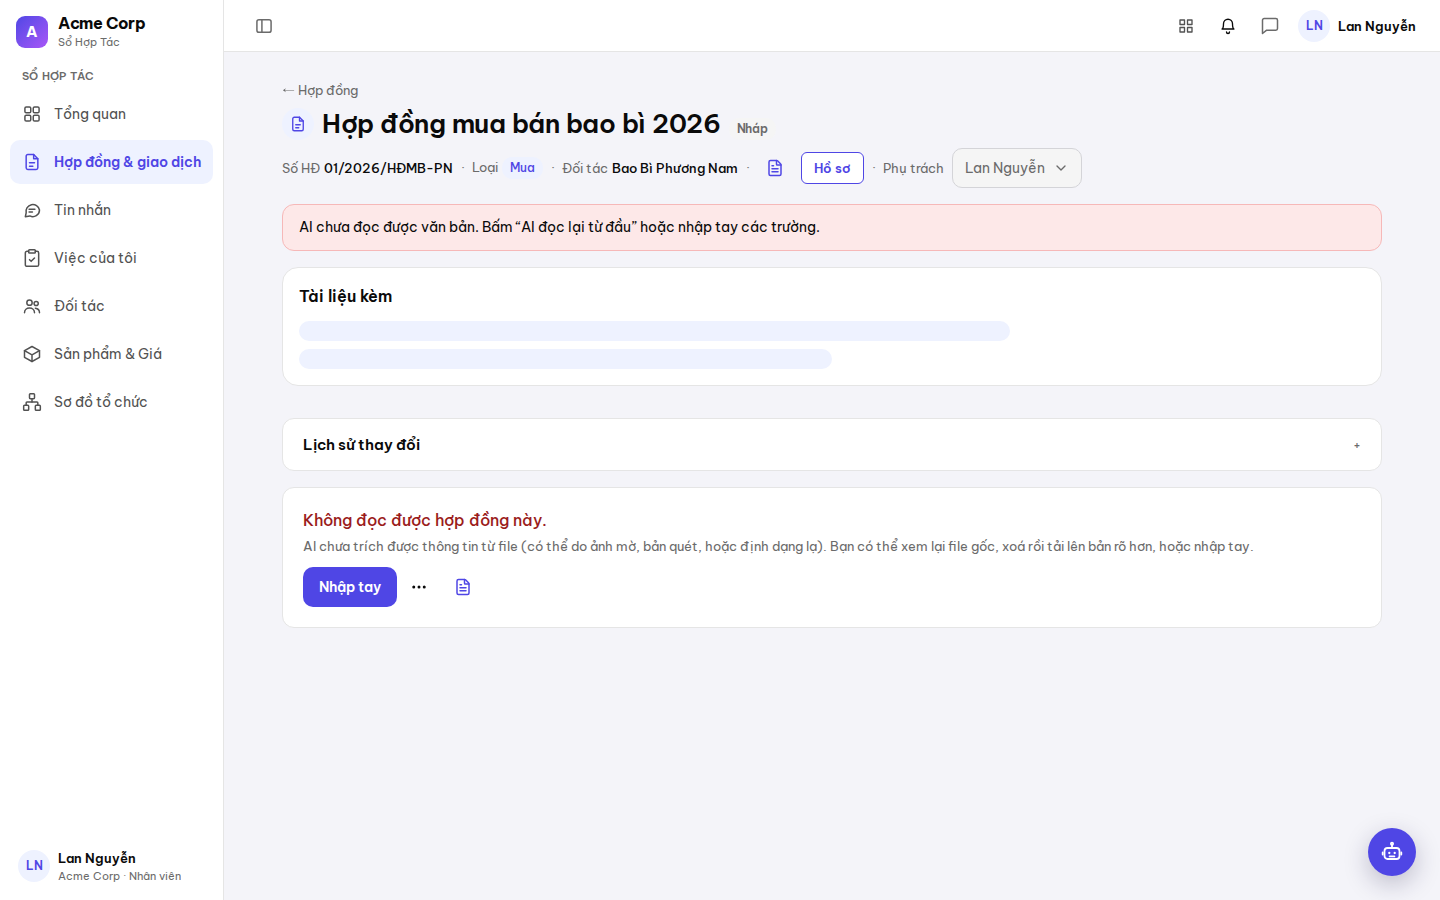 A
Acme Corp
Sổ Hợp Tác
SỔ HỢP TÁC
Tổng quan
Hợp đồng & giao dịch
Tin nhắn
Việc của tôi
Đối tác
Sản phẩm & Giá
Sơ đồ tổ chức
LN
Lan Nguyễn
Acme Corp · Nhân viên
LN
Lan Nguyễn
← Hợp đồng
Hợp đồng mua bán bao bì 2026 Nháp
Số HĐ 01/2026/HĐMB-PN · Loại Mua · Đối tác Bao Bì Phương Nam · Hồ sơ · Phụ trách Lan Nguyễn
AI chưa đọc được văn bản. Bấm “AI đọc lại từ đầu” hoặc nhập tay các trường.
Tài liệu kèm
Lịch sử thay đổi +
Không đọc được hợp đồng này.
AI chưa trích được thông tin từ file (có thể do ảnh mờ, bản quét, hoặc định dạng lạ). Bạn có thể xem lại file gốc, xoá rồi tải lên bản rõ hơn, hoặc nhập tay.
Nhập tay